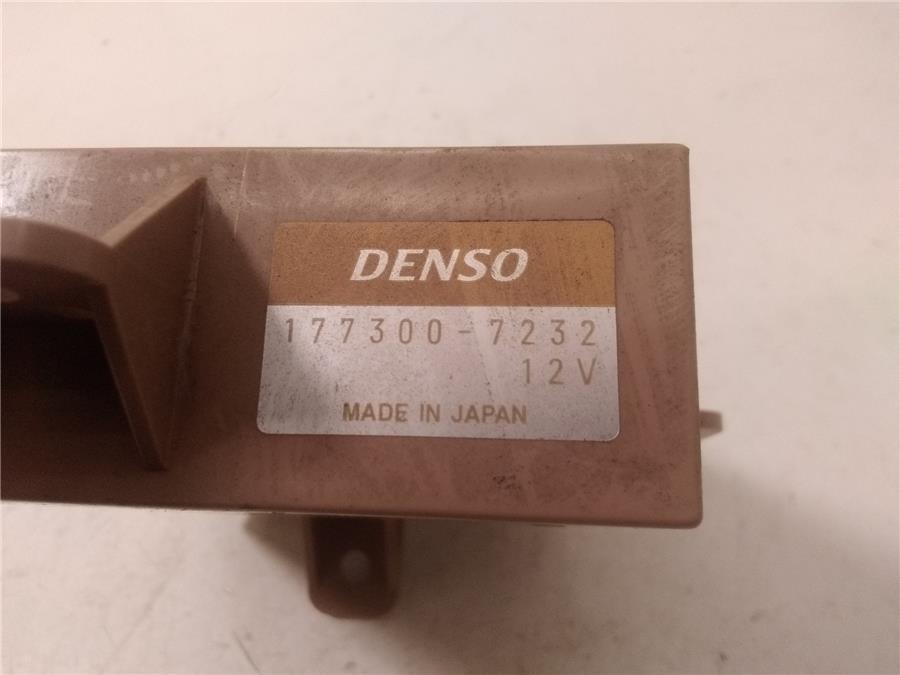 DENSO
177300-7232
12V
MADE IN JAPAN